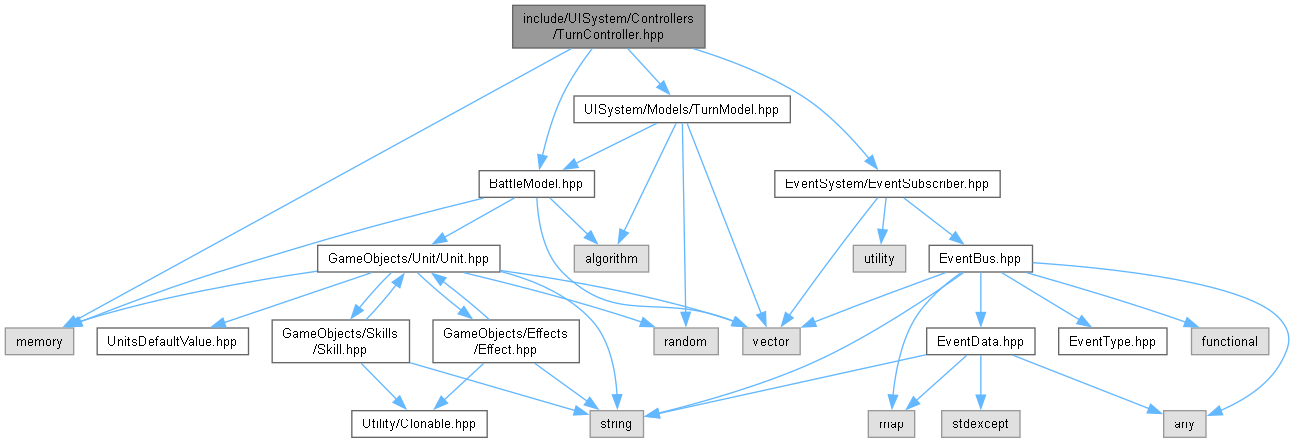 include/UISystem/Controllers
/TurnController.hpp
UISystem/Models/TurnModel.hpp
BattleModel.hpp
EventSystem/EventSubscriber.hpp
GameObjects/Unit/Unit.hpp
algorithm
utility
EventBus.hpp
memory
UnitsDefaultValue.hpp
GameObjects/Skills
/Skill.hpp
GameObjects/Effects
/Effect.hpp
random
vector
EventData.hpp
EventType.hpp
functional
Utility/Clonable.hpp
string
map
stdexcept
any